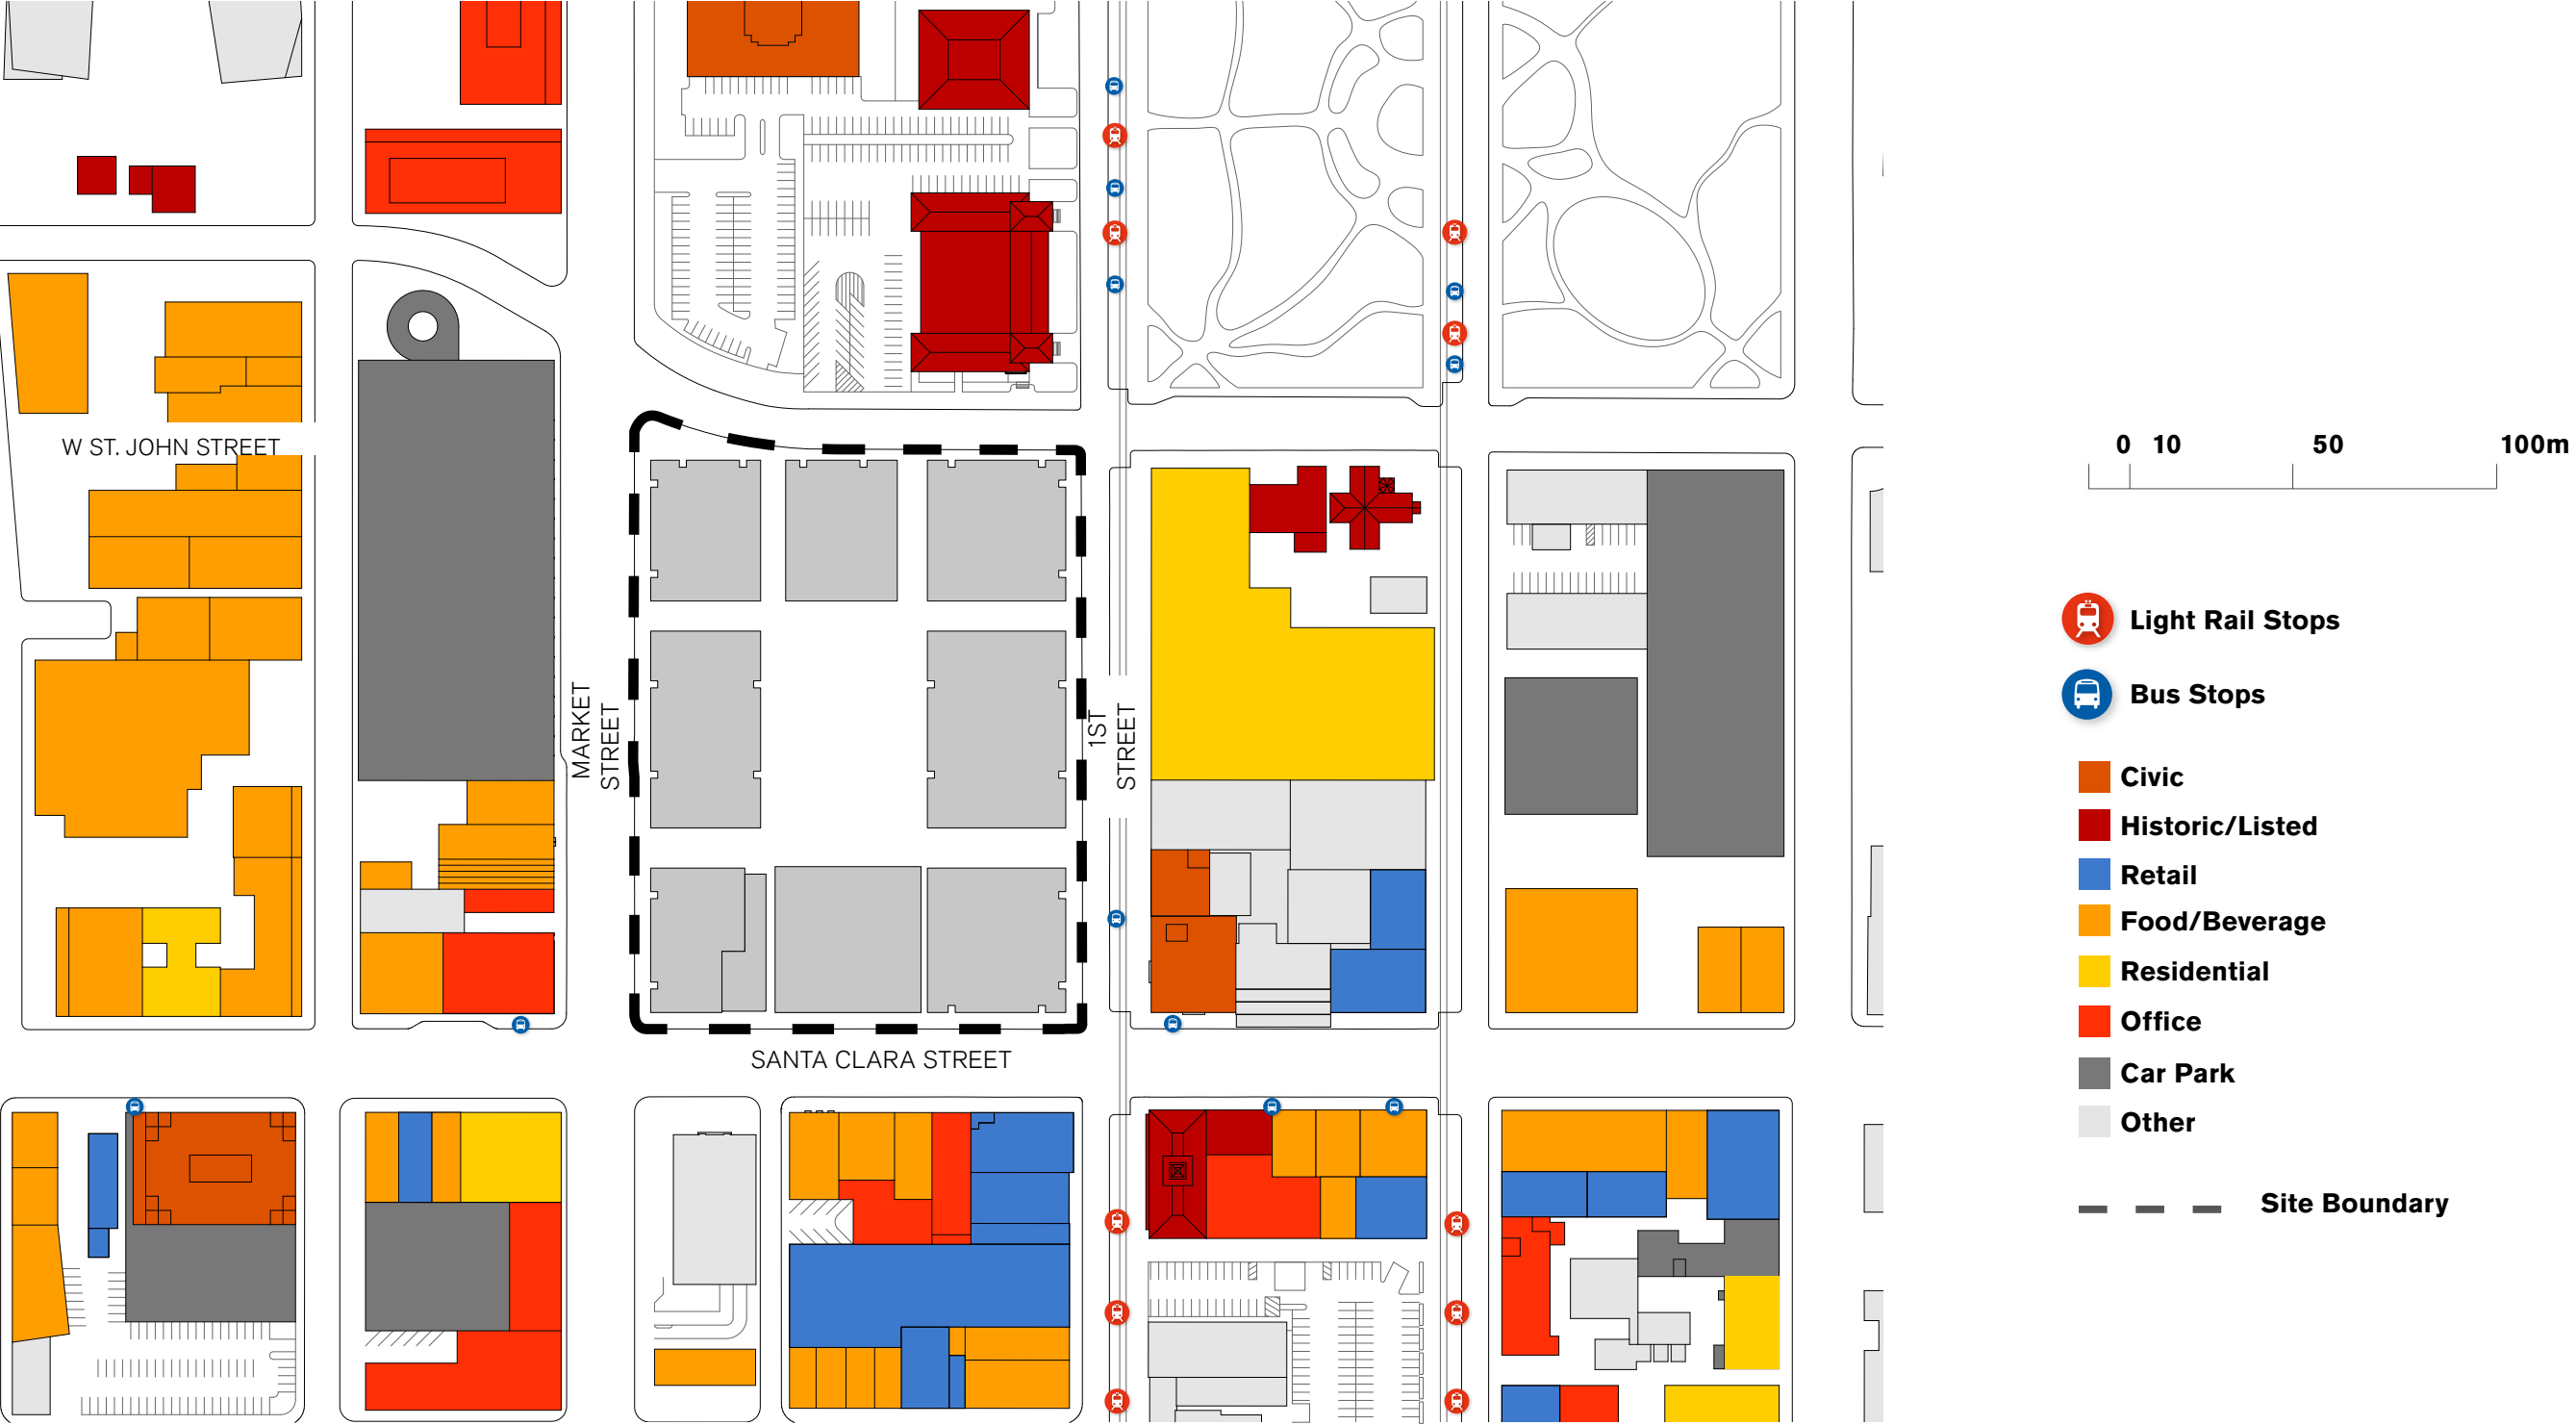 W ST. JOHN STREET
MARKET
STREET
1ST
STREET
SANTA CLARA STREET
0 10 50 100m
Light Rail Stops
Bus Stops
Civic
Historic/Listed
Retail
Food/Beverage
Residential
Office
Car Park
Other
Site Boundary